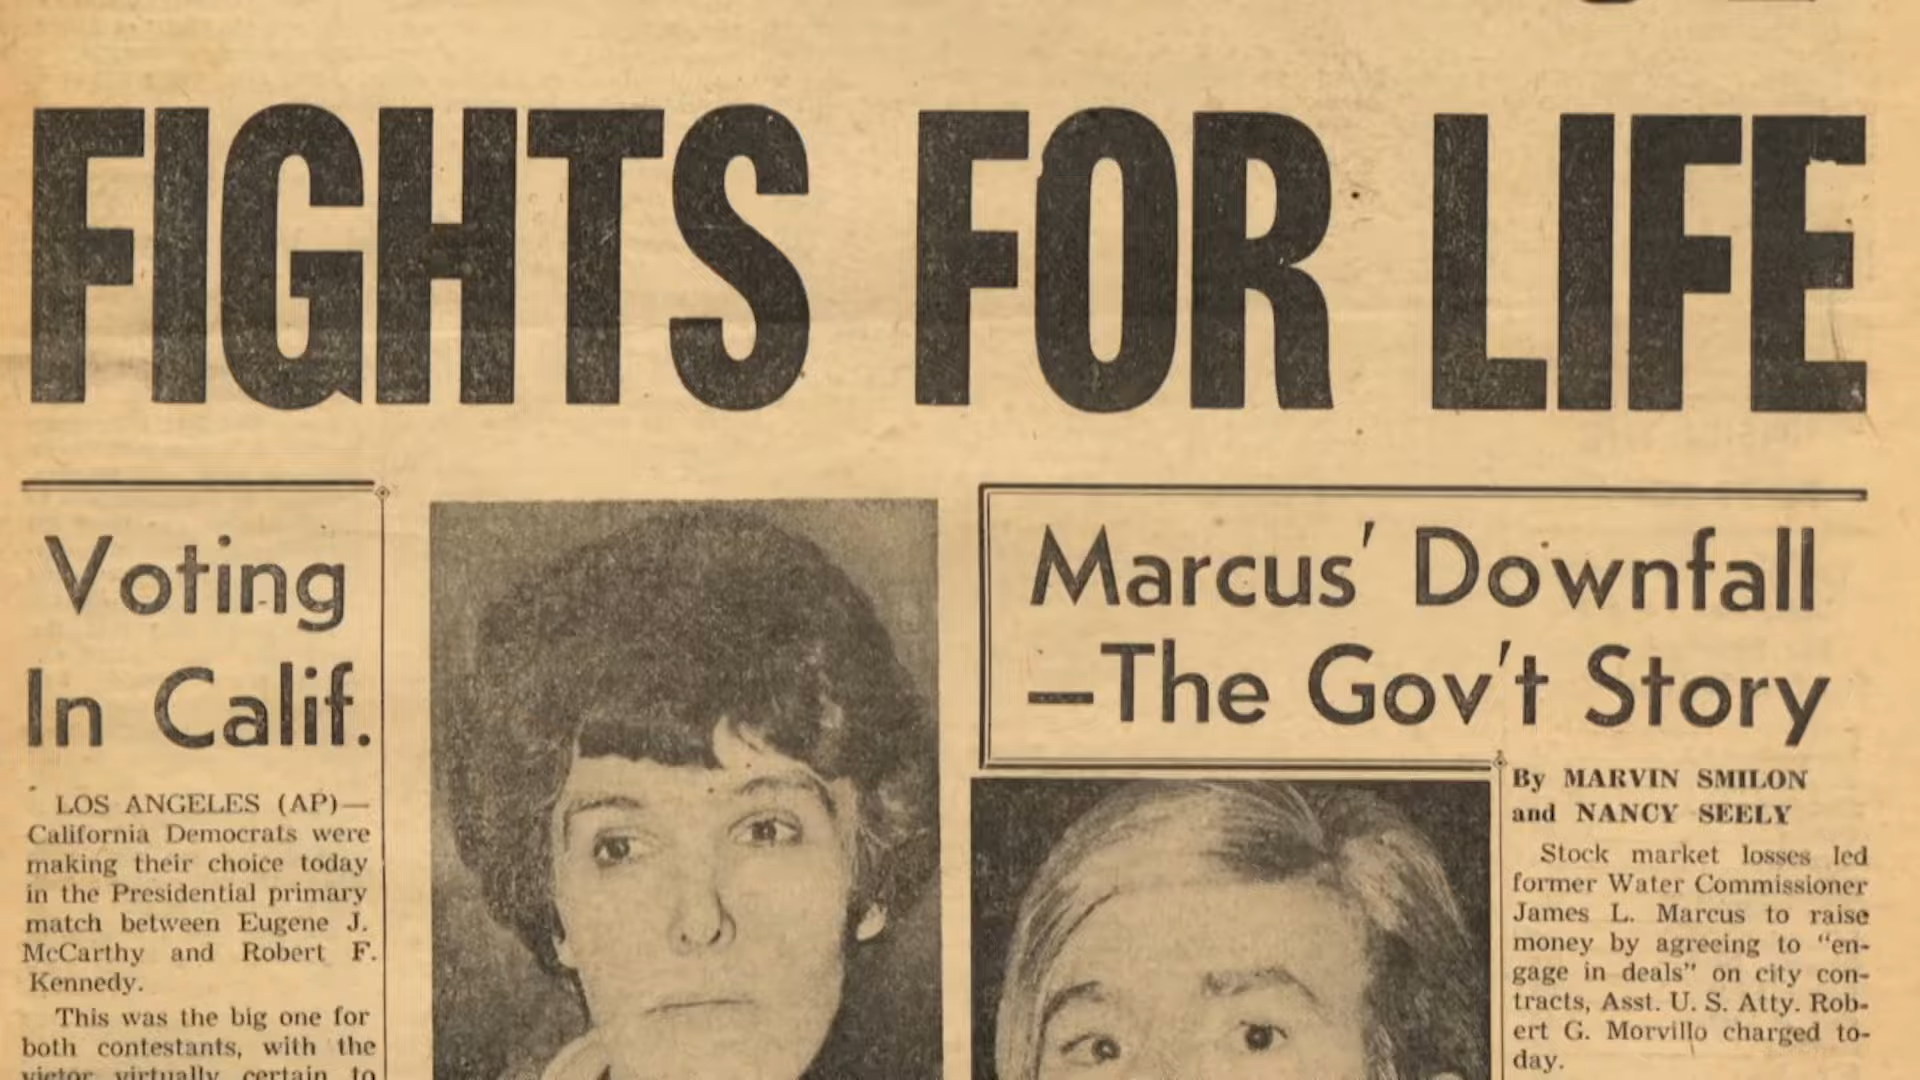 FIGHTS FOR LIFE
Voting
In Calif.
LOS ANGELES (AP)—
California Democrats were
making their choice today
in the Presidential primary
match between Eugene J.
McCarthy and Robert F.
Kennedy.
This was the big one for
both contestants, with the
victor virtually certain to
Marcus' Downfall
—The Gov't Story
By MARVIN SMILON
and NANCY SEELY
Stock market losses led
former Water Commissioner
James L. Marcus to raise
money by agreeing to "en-
gage in deals" on city con-
tracts, Asst. U. S. Atty. Rob-
ert G. Morvillo charged to-
day.